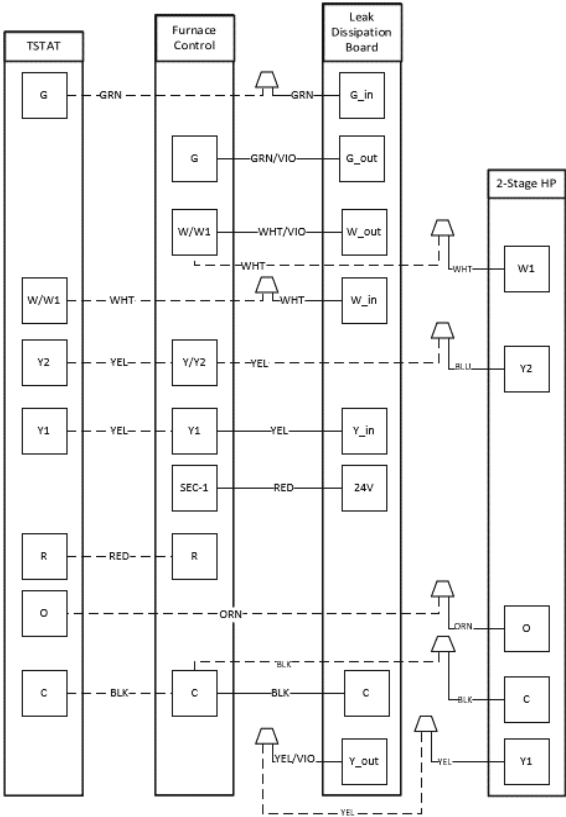 TSTAT
Furnace
Control
Leak
Dissipation
Board
2-Stage HP
G
GRN
GRN
G_in
G
GRN/VIO
G_out
W/W1
WHT/VIO
W_out
WHT
WHT
W1
W/W1
WHT
WHT
W_in
Y2
YEL
Y/Y2
YEL
BLU
Y2
Y1
YEL
Y1
YEL
Y_in
SEC-1
RED
24V
R
RED
R
O
ORN
ORN
O
BLK
C
BLK
C
BLK
C
BLK
C
YEL/VIO
Y_out
YEL
Y1
YEL